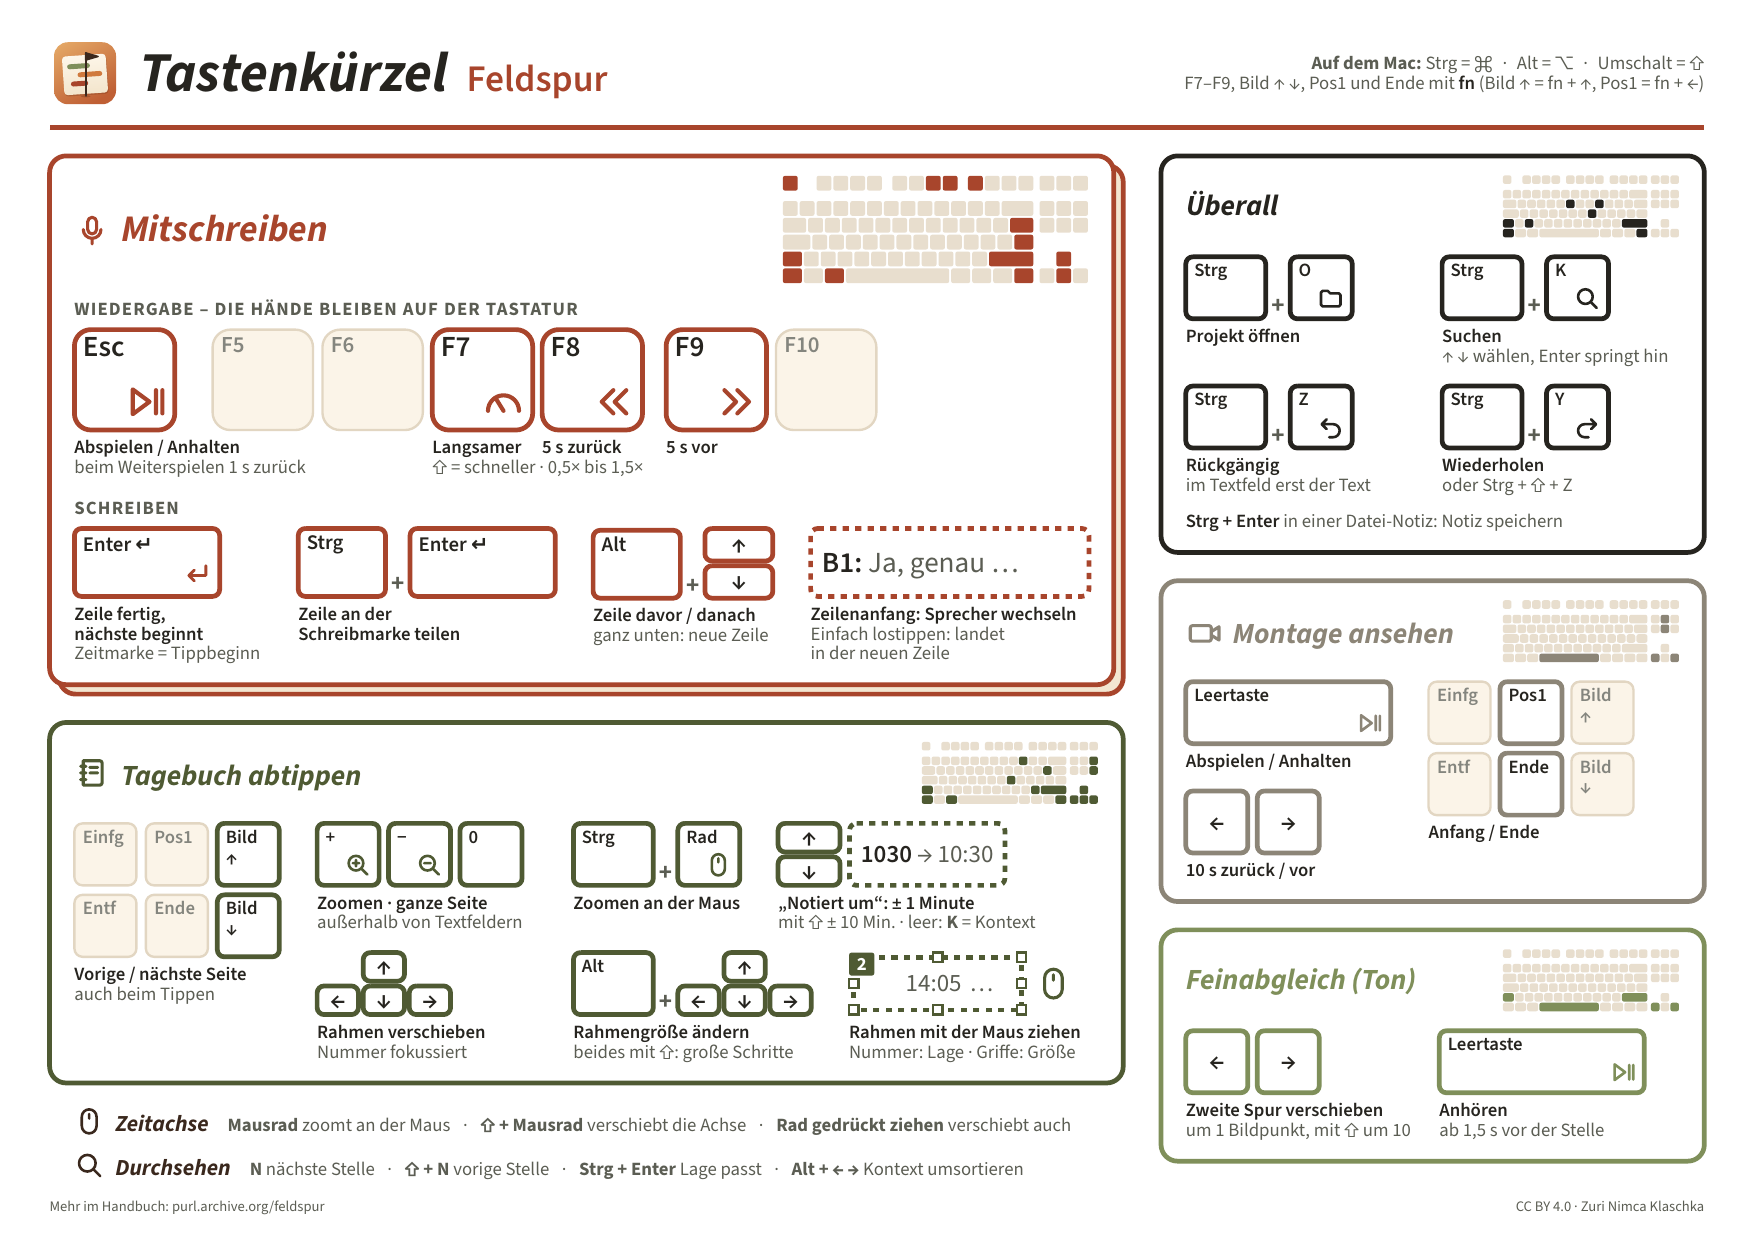 Tastenkürzel Feldspur
Auf dem Mac: Strg = ⌘ · Alt = ⌥ · Umschalt = ⇧
F7–F9, Bild ↑ ↓, Pos1 und Ende mit fn (Bild ↑ = fn + ↑, Pos1 = fn + ←)
Mitschreiben
WIEDERGABE – DIE HÄNDE BLEIBEN AUF DER TASTATUR
Esc F5 F6 F7 F8 F9 F10
Abspielen / Anhalten
beim Weiterspielen 1 s zurück
Langsamer 5 s zurück 5 s vor
⇧ = schneller · 0,5× bis 1,5×
SCHREIBEN
Enter ↵
Zeile fertig,
nächste beginnt
Zeitmarke = Tippbeginn
Strg + Enter ↵
Zeile an der
Schreibmarke teilen
Alt + ↑ ↓
Zeile davor / danach
ganz unten: neue Zeile
B1: Ja, genau …
Zeilenanfang: Sprecher wechseln
Einfach lostippen: landet
in der neuen Zeile
Tagebuch abtippen
Einfg Pos1 Bild ↑
Entf Ende Bild ↓
Vorige / nächste Seite
auch beim Tippen
+ − 0
Zoomen · ganze Seite
außerhalb von Textfeldern
Strg + Rad
Zoomen an der Maus
↑ ↓ 1030 → 10:30
„Notiert um“: ± 1 Minute
mit ⇧ ± 10 Min. · leer: K = Kontext
↑
← ↓ →
Rahmen verschieben
Nummer fokussiert
Alt + ↑ ← ↓ →
Rahmengröße ändern
beides mit ⇧: große Schritte
2 14:05 …
Rahmen mit der Maus ziehen
Nummer: Lage · Griffe: Größe
Zeitachse Mausrad zoomt an der Maus · ⇧ + Mausrad verschiebt die Achse · Rad gedrückt ziehen verschiebt auch
Durchsehen N nächste Stelle · ⇧ + N vorige Stelle · Strg + Enter Lage passt · Alt + ← → Kontext umsortieren
Überall
Strg + O
Projekt öffnen
Strg + K
Suchen
↑ ↓ wählen, Enter springt hin
Strg + Z
Rückgängig
im Textfeld erst der Text
Strg + Y
Wiederholen
oder Strg + ⇧ + Z
Strg + Enter in einer Datei-Notiz: Notiz speichern
Montage ansehen
Leertaste
Abspielen / Anhalten
← →
10 s zurück / vor
Einfg Pos1 Bild ↑
Entf Ende Bild ↓
Anfang / Ende
Feinabgleich (Ton)
← →
Zweite Spur verschieben
um 1 Bildpunkt, mit ⇧ um 10
Leertaste
Anhören
ab 1,5 s vor der Stelle
Mehr im Handbuch: purl.archive.org/feldspur
CC BY 4.0 · Zuri Nimca Klaschka